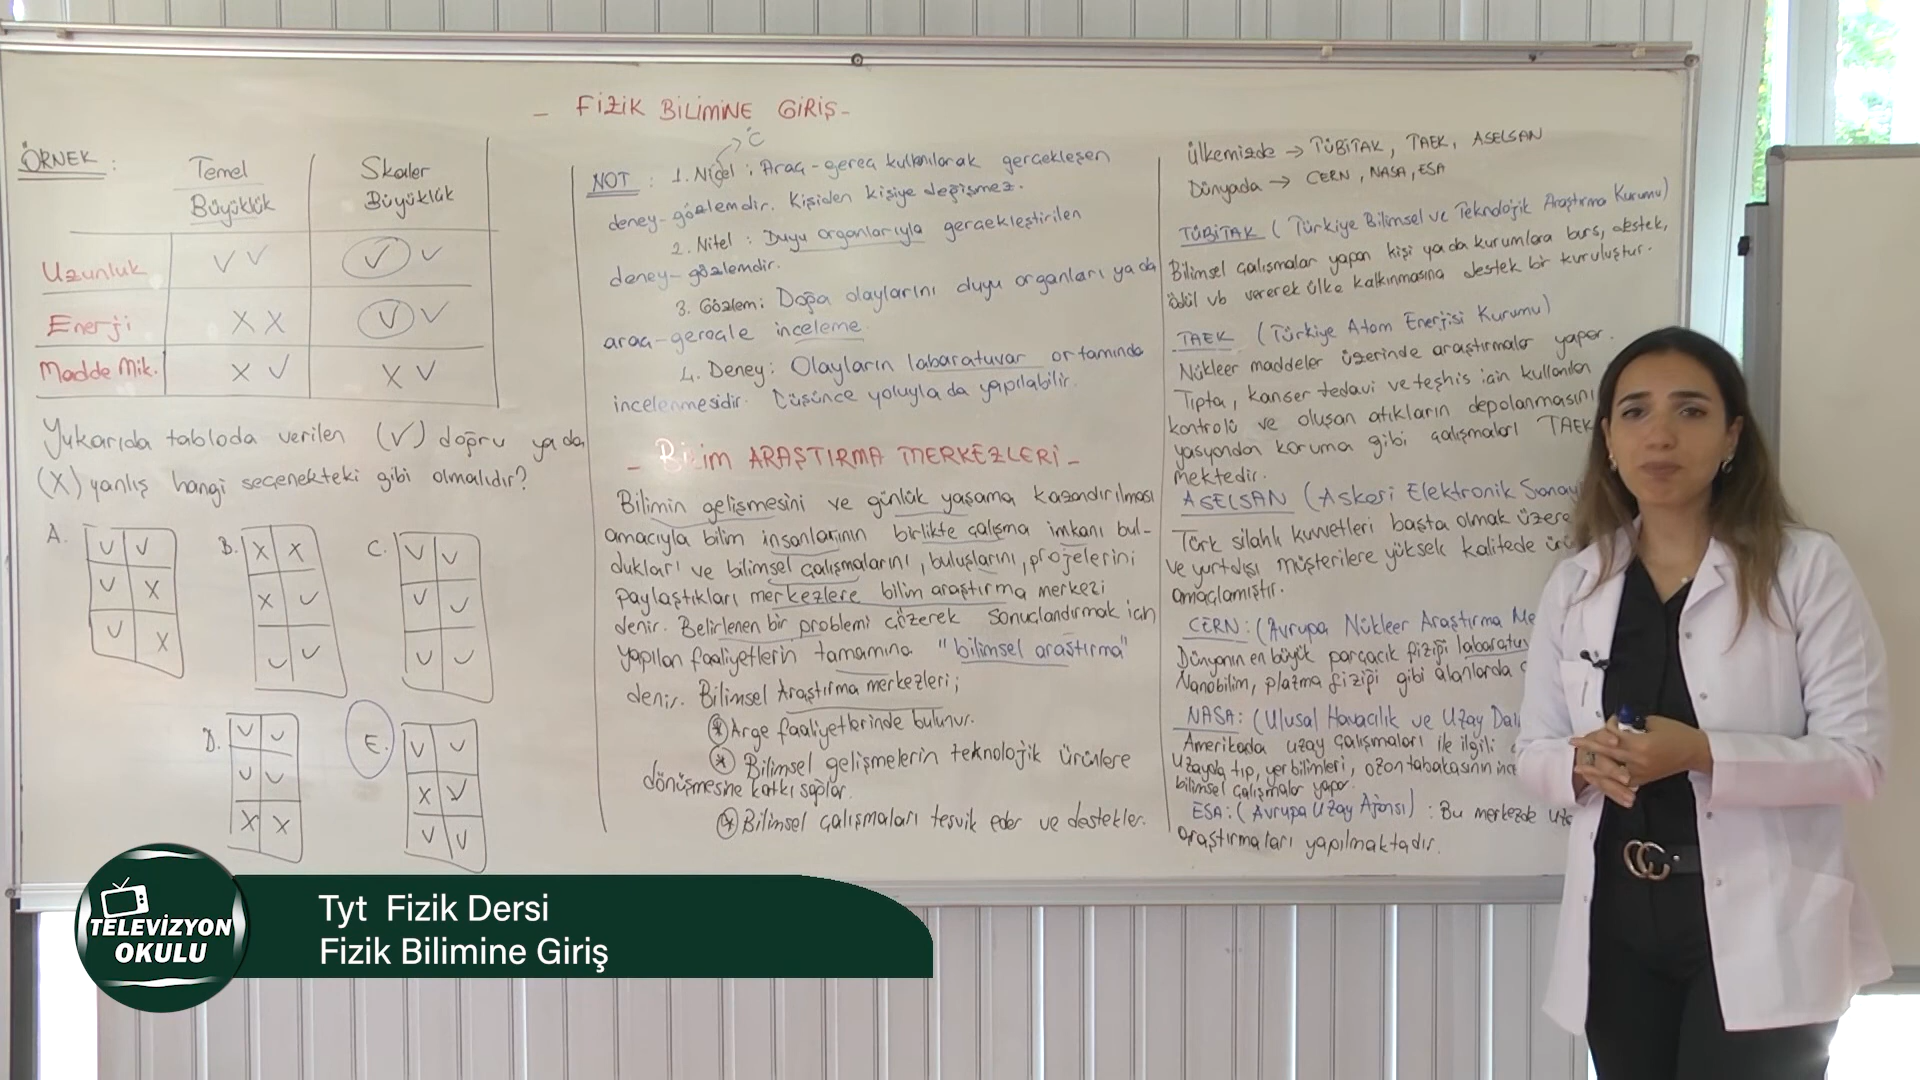 - FİZİK BİLİMİNE GİRİŞ -
ÖRNEK :
Temel
Büyüklük
Skaler
Büyüklük
Uzunluk ✓ ✓ ✓ ✓
Enerji X X ✓ ✓
Madde Mik. X ✓ X ✓
Yukarıda tabloda verilen (✓) doğru ya da
(X) yanlış hangi seçenekteki gibi olmalıdır?
A.
✓ ✓
✓ X
✓ X
B.
X X
X ✓
✓ ✓
C.
✓ ✓
✓ ✓
✓ ✓
D.
✓ ✓
✓ ✓
X X
E.
✓ ✓
X ✓
✓ ✓
°C
NOT : 1. Nicel : Araç-gereç kullanılarak gerçekleşen
deney-gözlemdir. Kişiden kişiye değişmez.
2. Nitel : Duyu organlarıyla gerçekleştirilen
deney-gözlemdir.
3. Gözlem: Doğa olaylarını duyu organları ya da
araç-gereçle inceleme.
4. Deney: Olayların labaratuvar ortamında
incelenmesidir. Düşünce yoluyla da yapılabilir.
- Bilim ARAŞTIRMA MERKEZLERİ -
Bilimin gelişmesini ve günlük yaşama kazandırılması
amacıyla bilim insanlarının birlikte çalışma imkanı bul-
dukları ve bilimsel çalışmalarını, buluşlarını, projelerini
paylaştıkları merkezlere bilim araştırma merkezi
denir. Belirlenen bir problemi çözerek sonuçlandırmak için
yapılan faaliyetlerin tamamına "bilimsel araştırma"
denir. Bilimsel Araştırma merkezleri;
* Arge faaliyetlerinde bulunur.
* Bilimsel gelişmelerin teknolojik ürünlere
dönüşmesine katkı sağlar.
* Bilimsel çalışmaları teşvik eder ve destekler.
Ülkemizde → TÜBİTAK, TAEK, ASELSAN
Dünyada → CERN, NASA, ESA
TÜBİTAK (Türkiye Bilimsel ve Teknolojik Araştırma Kurumu)
Bilimsel çalışmalar yapan kişi ya da kurumlara burs, destek,
ödül vb vererek ülke kalkınmasına destek bir kuruluştur.
TAEK (Türkiye Atom Enerjisi Kurumu)
Nükleer maddeler üzerinde araştırmalar yapar.
Tıpta, kanser tedavi ve teşhis için kullanılan
kontrolü ve oluşan atıkların depolanmasını
yasyondan koruma gibi çalışmaları TAEK
mektedir.
ASELSAN (Askeri Elektronik Sanay
Türk silahlı kuvvetleri başta olmak üzere
ve yurtdışı müşterilere yüksek kalitede
amaçlamıştır.
CERN: (Avrupa Nükleer Araştırma Me
Dünyanın en büyük parçacık fiziği labaratu
Nanobilim, plazma fiziği gibi alanlarda
NASA: (Ulusal Havacılık ve Uzay Dai
Amerikada uzay çalışmaları ile ilgili
Uzayda tıp, yer bilimleri, ozon tabakasının
bilimsel çalışmalar yapar.
ESA: (Avrupa Uzay Ajansı) : Bu merkezde
araştırmaları yapılmaktadır.
TELEVİZYON
OKULU
Tyt Fizik Dersi
Fizik Bilimine Giriş